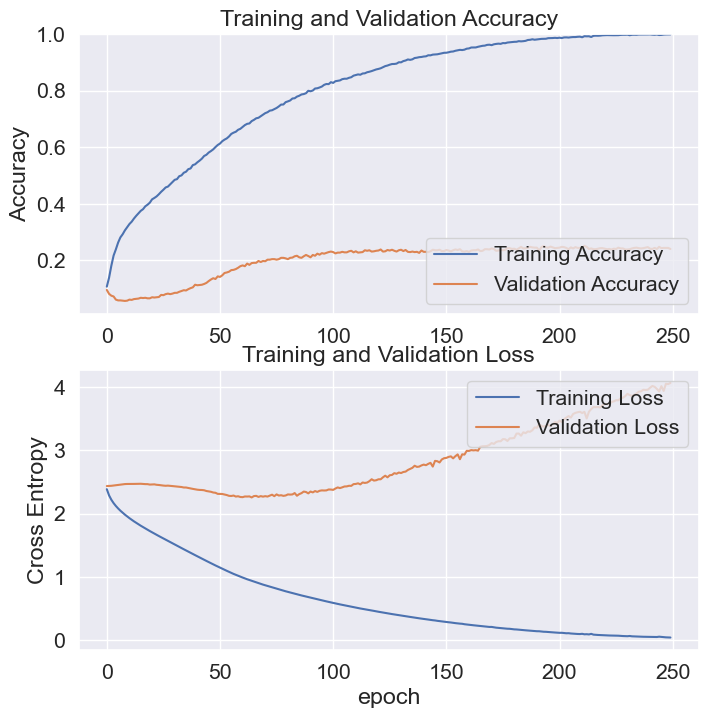 Training and Validation Accuracy
1.0
0.8
0.6
0.4
0.2
Accuracy
Training Accuracy
Validation Accuracy
0 50 100 150 200 250
Training and Validation Loss
4
3
2
1
0
Cross Entropy
Training Loss
Validation Loss
0 50 100 150 200 250
epoch